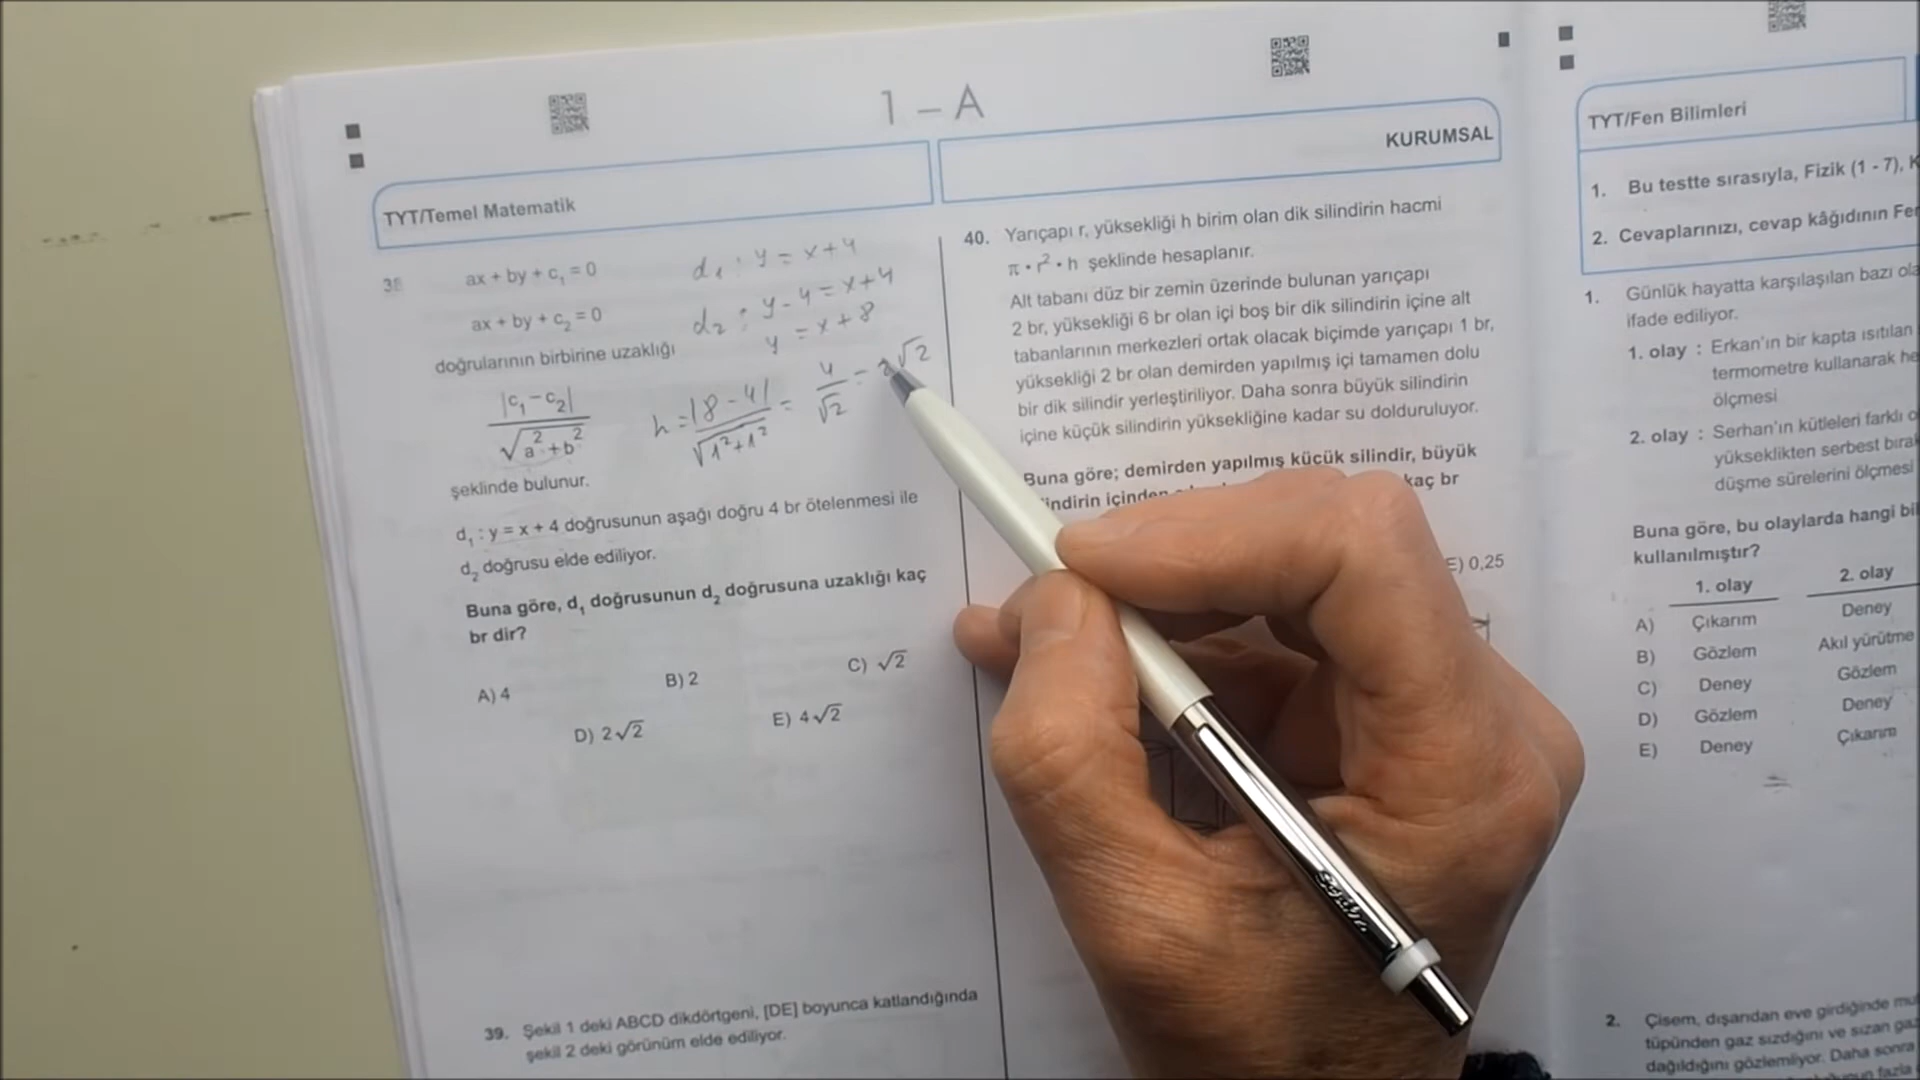 1 – A
TYT/Temel Matematik
KURUMSAL
38
ax + by + c₁ = 0
ax + by + c₂ = 0
doğrularının birbirine uzaklığı
|c₁ – c₂|
√a² + b²
şeklinde bulunur.
d₁ : y = x + 4 doğrusunun aşağı doğru 4 br ötelenmesi ile
d₂ doğrusu elde ediliyor.
Buna göre, d₁ doğrusunun d₂ doğrusuna uzaklığı kaç
br dir?
A) 4
B) 2
C) √2
D) 2√2
E) 4√2
d₁ : y = x + 4
d₂ : y - 4 = x + 4
y = x + 8
h = |8 - 4| / √1² + 1² = 4 / √2 = 2√2
39. Şekil 1 deki ABCD dikdörtgeni, [DE] boyunca katlandığında
şekil 2 deki görünüm elde ediliyor.
40. Yarıçapı r, yüksekliği h birim olan dik silindirin hacmi
π • r² • h şeklinde hesaplanır.
Alt tabanı düz bir zemin üzerinde bulunan yarıçapı
2 br, yüksekliği 6 br olan içi boş bir dik silindirin içine alt
tabanlarının merkezleri ortak olacak biçimde yarıçapı 1 br,
yüksekliği 2 br olan demirden yapılmış içi tamamen dolu
bir dik silindir yerleştiriliyor. Daha sonra büyük silindirin
içine küçük silindirin yüksekliğine kadar su dolduruluyor.
Buna göre; demirden yapılmış küçük silindir, büyük
içinden kaç br
E) 0,25
TYT/Fen Bilimleri
1. Bu testte sırasıyla, Fizik (1 - 7),
2. Cevaplarınızı, cevap kâğıdının
1. Günlük hayatta karşılaşılan bazı
ifade ediliyor.
1. olay : Erkan'ın bir kapta ısıtılan
termometre kullanarak
ölçmesi
2. olay : Serhan'ın kütleleri farklı
yükseklikten serbest
düşme sürelerini ölçmesi
Buna göre, bu olaylarda hangi
kullanılmıştır?
1. olay 2. olay
A) Çıkarım Deney
B) Gözlem Akıl yürütme
C) Deney Gözlem
D) Gözlem Deney
E) Deney Çıkarım
2. Çisem, dışarıdan eve girdiğinde
tüpünden gaz sızdığını ve sızan
dağıldığını gözlemliyor. Daha sonra
fazla